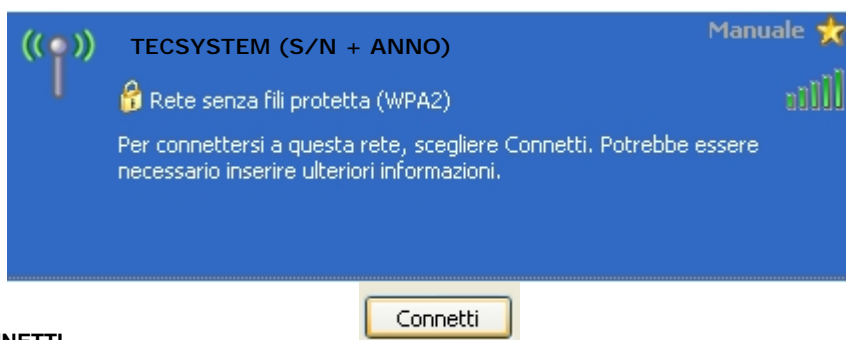 Manuale
TECSYSTEM (S/N + ANNO)
Rete senza fili protetta (WPA2)
Per connettersi a questa rete, scegliere Connetti. Potrebbe essere
necessario inserire ulteriori informazioni.
Connetti